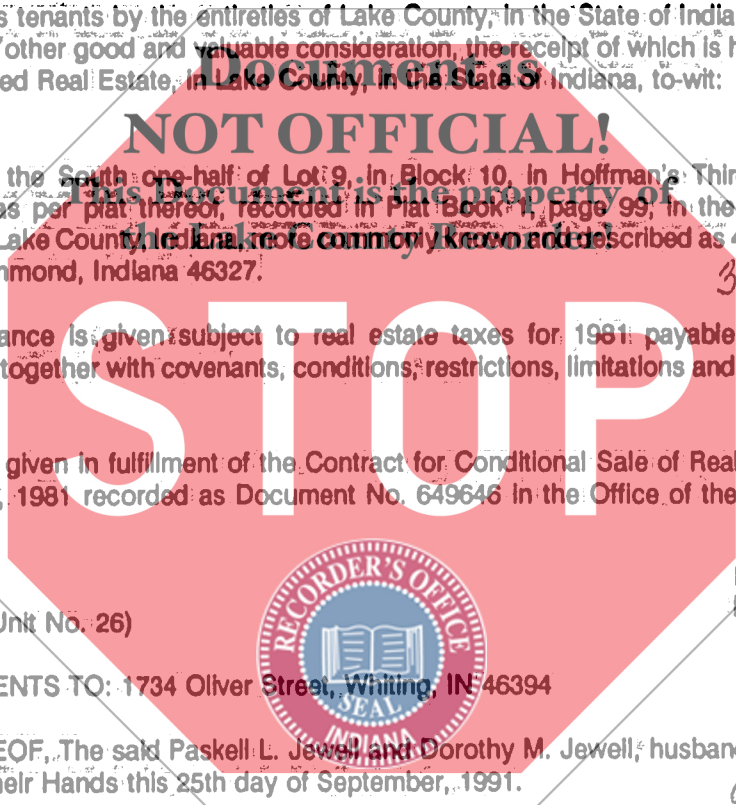 s tenants by the entireties of Lake County, in the State of India
other good and valuable consideration, the receipt of which is h
ed Real Estate, in Lake County, in the State of Indiana, to-wit:
Document is
NOT OFFICIAL!
This Document is the property of
the Lake County Recorder!
the South one-half of Lot 9, in Block 10, in Hoffman's Thir
as per plat thereof, recorded in Plat Book 1, page 99, in the
Lake County, Indiana, more commonly known and described as 4
mmond, Indiana 46327.
3
ance is given subject to real estate taxes for 1981 payable
together with covenants, conditions, restrictions, limitations and
STOP
given in fulfillment of the Contract for Conditional Sale of Real
, 1981 recorded as Document No. 649646 in the Office of the
RECORDER'S OFFICE
SEAL
INDIANA
Unit No. 26)
ENTS TO: 1734 Oliver Street, Whiting, IN 46394
EOF, The said Paskell L. Jewell and Dorothy M. Jewell, husban
eir Hands this 25th day of September, 1991.